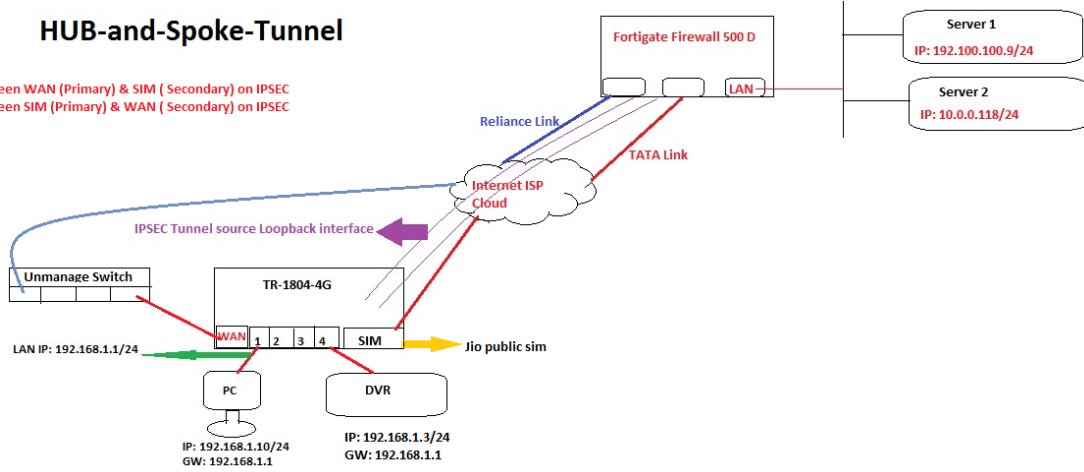 HUB-and-Spoke-Tunnel
Fortigate Firewall 500 D
LAN
Server 1
IP: 192.100.100.9/24
Server 2
IP: 10.0.0.118/24
een WAN (Primary) & SIM ( Secondary) on IPSEC
een SIM (Primary) & WAN ( Secondary) on IPSEC
Reliance Link
TATA Link
Internet ISP
Cloud
IPSEC Tunnel source Loopback interface
Unmanage Switch
TR-1804-4G
WAN
1
2
3
4
SIM
Jio public sim
LAN IP: 192.168.1.1/24
PC
DVR
IP: 192.168.1.10/24
GW: 192.168.1.1
IP: 192.168.1.3/24
GW: 192.168.1.1